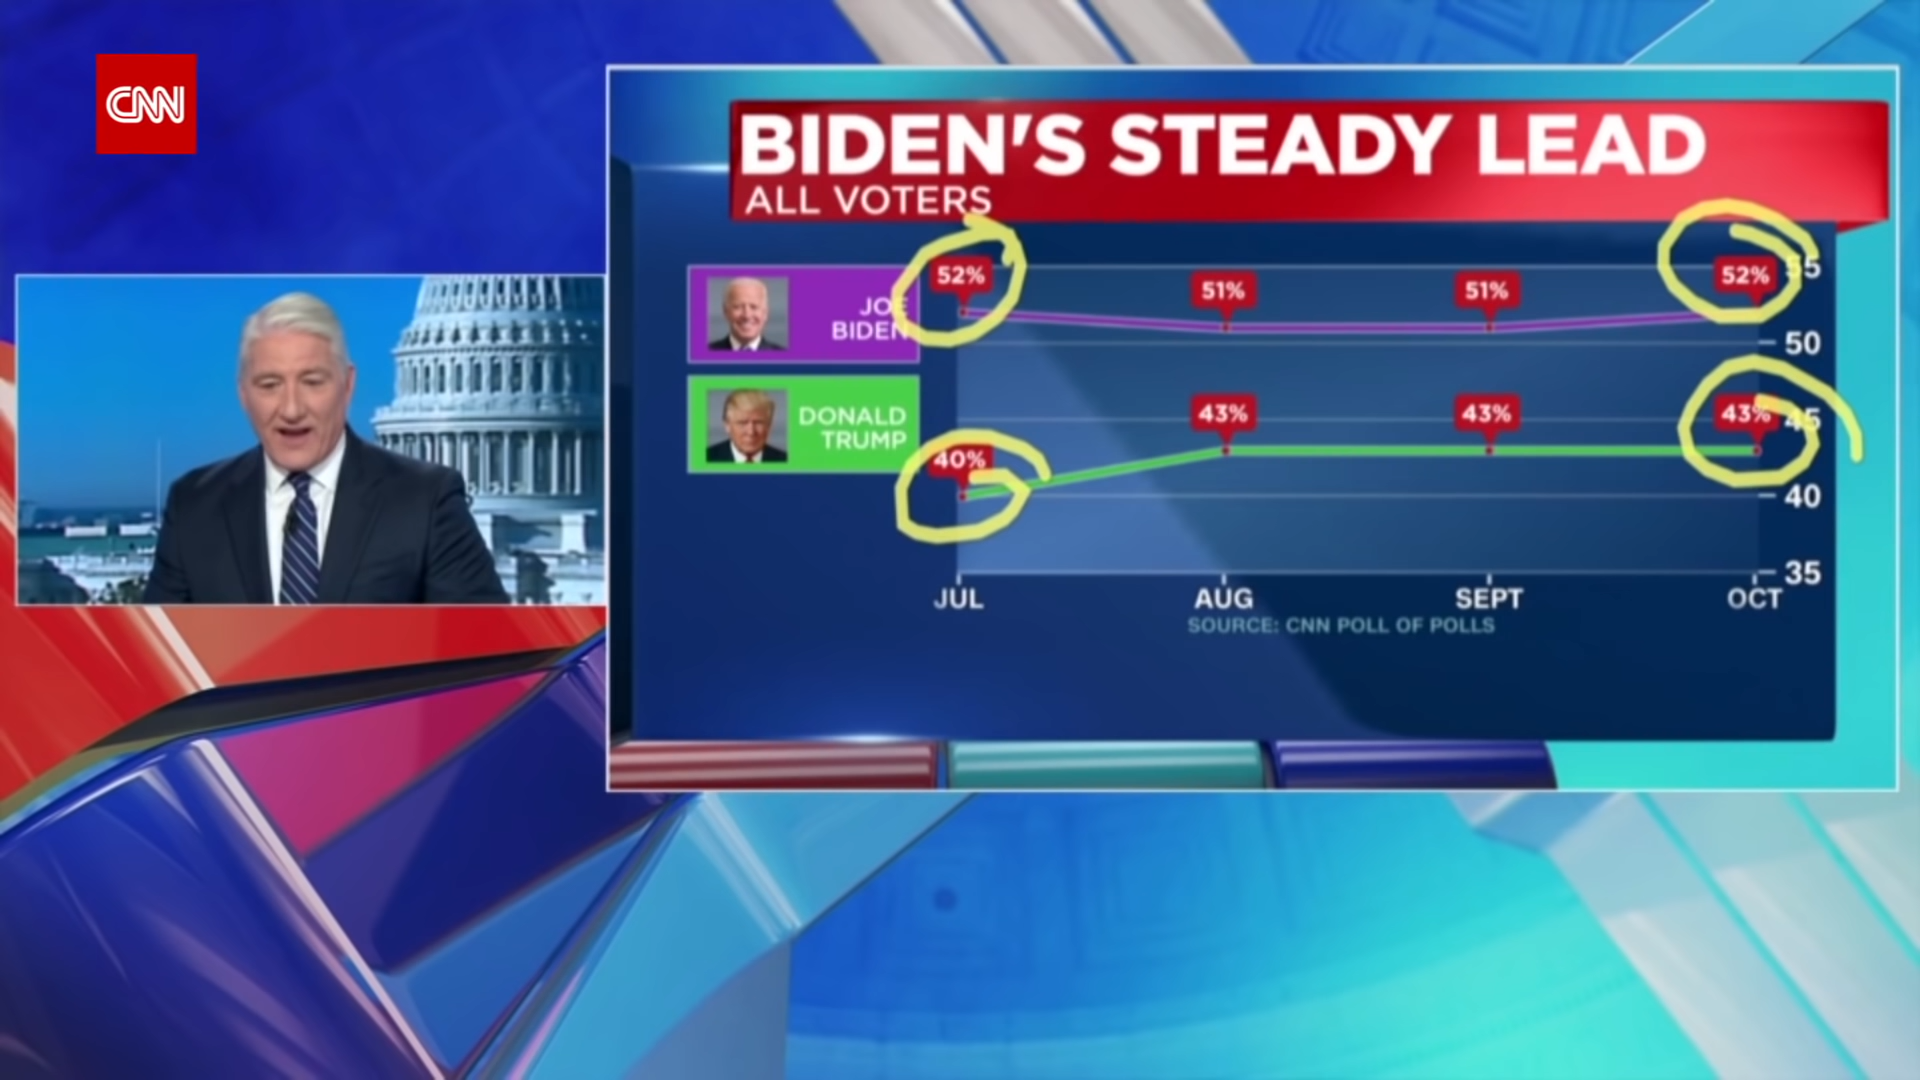 CNN
BIDEN'S STEADY LEAD
ALL VOTERS
JOE
BIDEN
DONALD
TRUMP
52%
51%
51%
52%
40%
43%
43%
43%
55
50
45
40
35
JUL
AUG
SEPT
OCT
SOURCE: CNN POLL OF POLLS